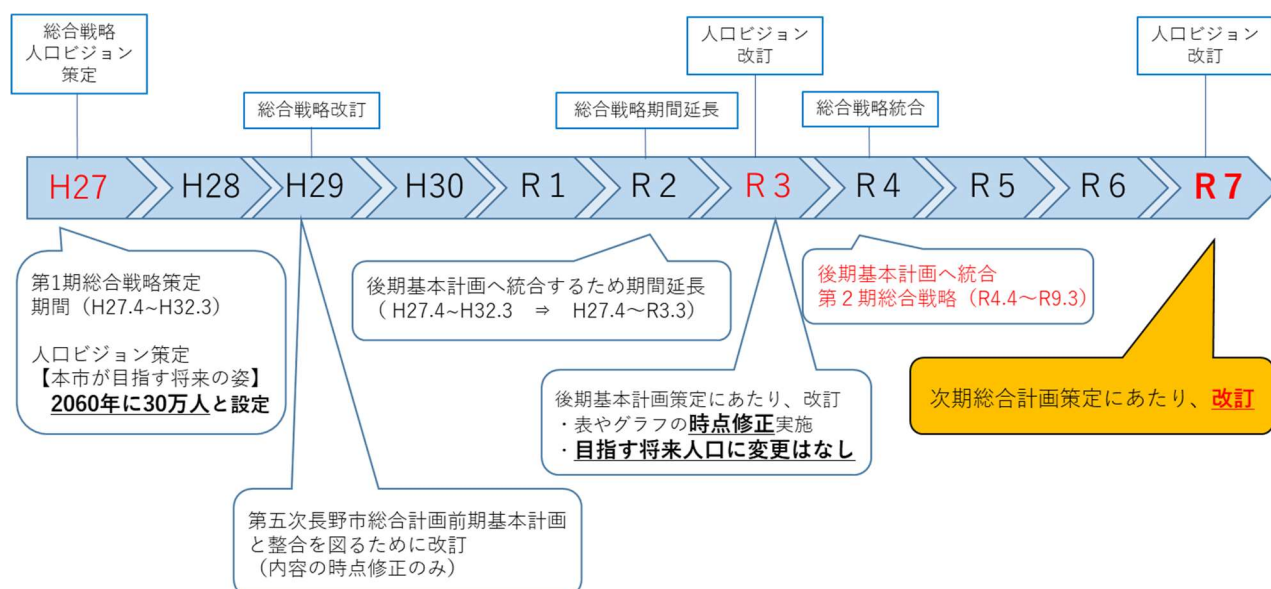 総合戦略
人口ビジョン
策定
総合戦略改訂
総合戦略期間延長
人口ビジョン
改訂
総合戦略統合
人口ビジョン
改訂
H27
H28
H29
H30
R1
R2
R3
R4
R5
R6
R7
第1期総合戦略策定
期間（H27.4~H32.3）
人口ビジョン策定
【本市が目指す将来の姿】
2060年に30万人と設定
後期基本計画へ統合するため期間延長
（H27.4~H32.3　⇒　H27.4～R3.3）
後期基本計画へ統合
第２期総合戦略（R4.4～R9.3）
後期基本計画策定にあたり、改訂
・表やグラフの時点修正実施
・目指す将来人口に変更はなし
次期総合計画策定にあたり、改訂
第五次長野市総合計画前期基本計画
と整合を図るために改訂
（内容の時点修正のみ）